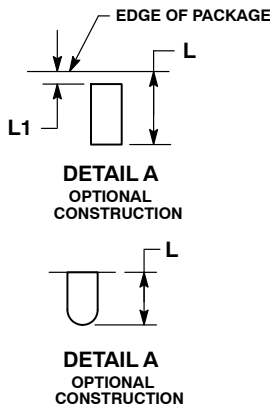 EDGE OF PACKAGE
L
L1
DETAIL A
OPTIONAL
CONSTRUCTION
L
DETAIL A
OPTIONAL
CONSTRUCTION